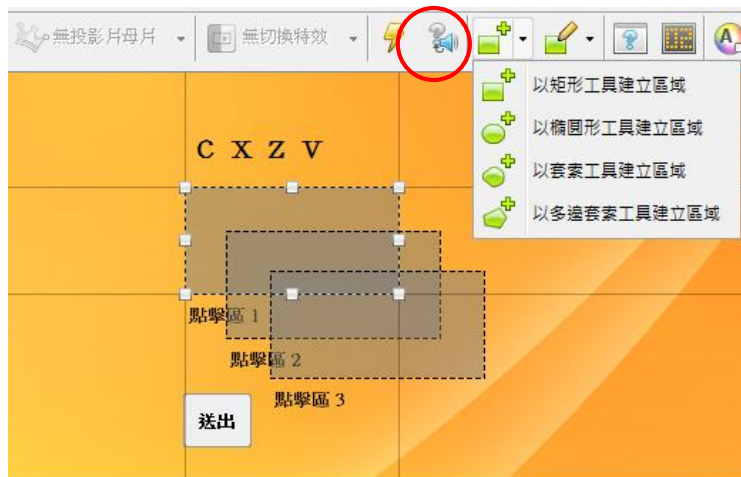 無投影片母片
無切換特效
以矩形工具建立區域
以橢圓形工具建立區域
以套索工具建立區域
以多邊套索工具建立區域
C X Z V
點擊區 1
點擊區 2
點擊區 3
送出